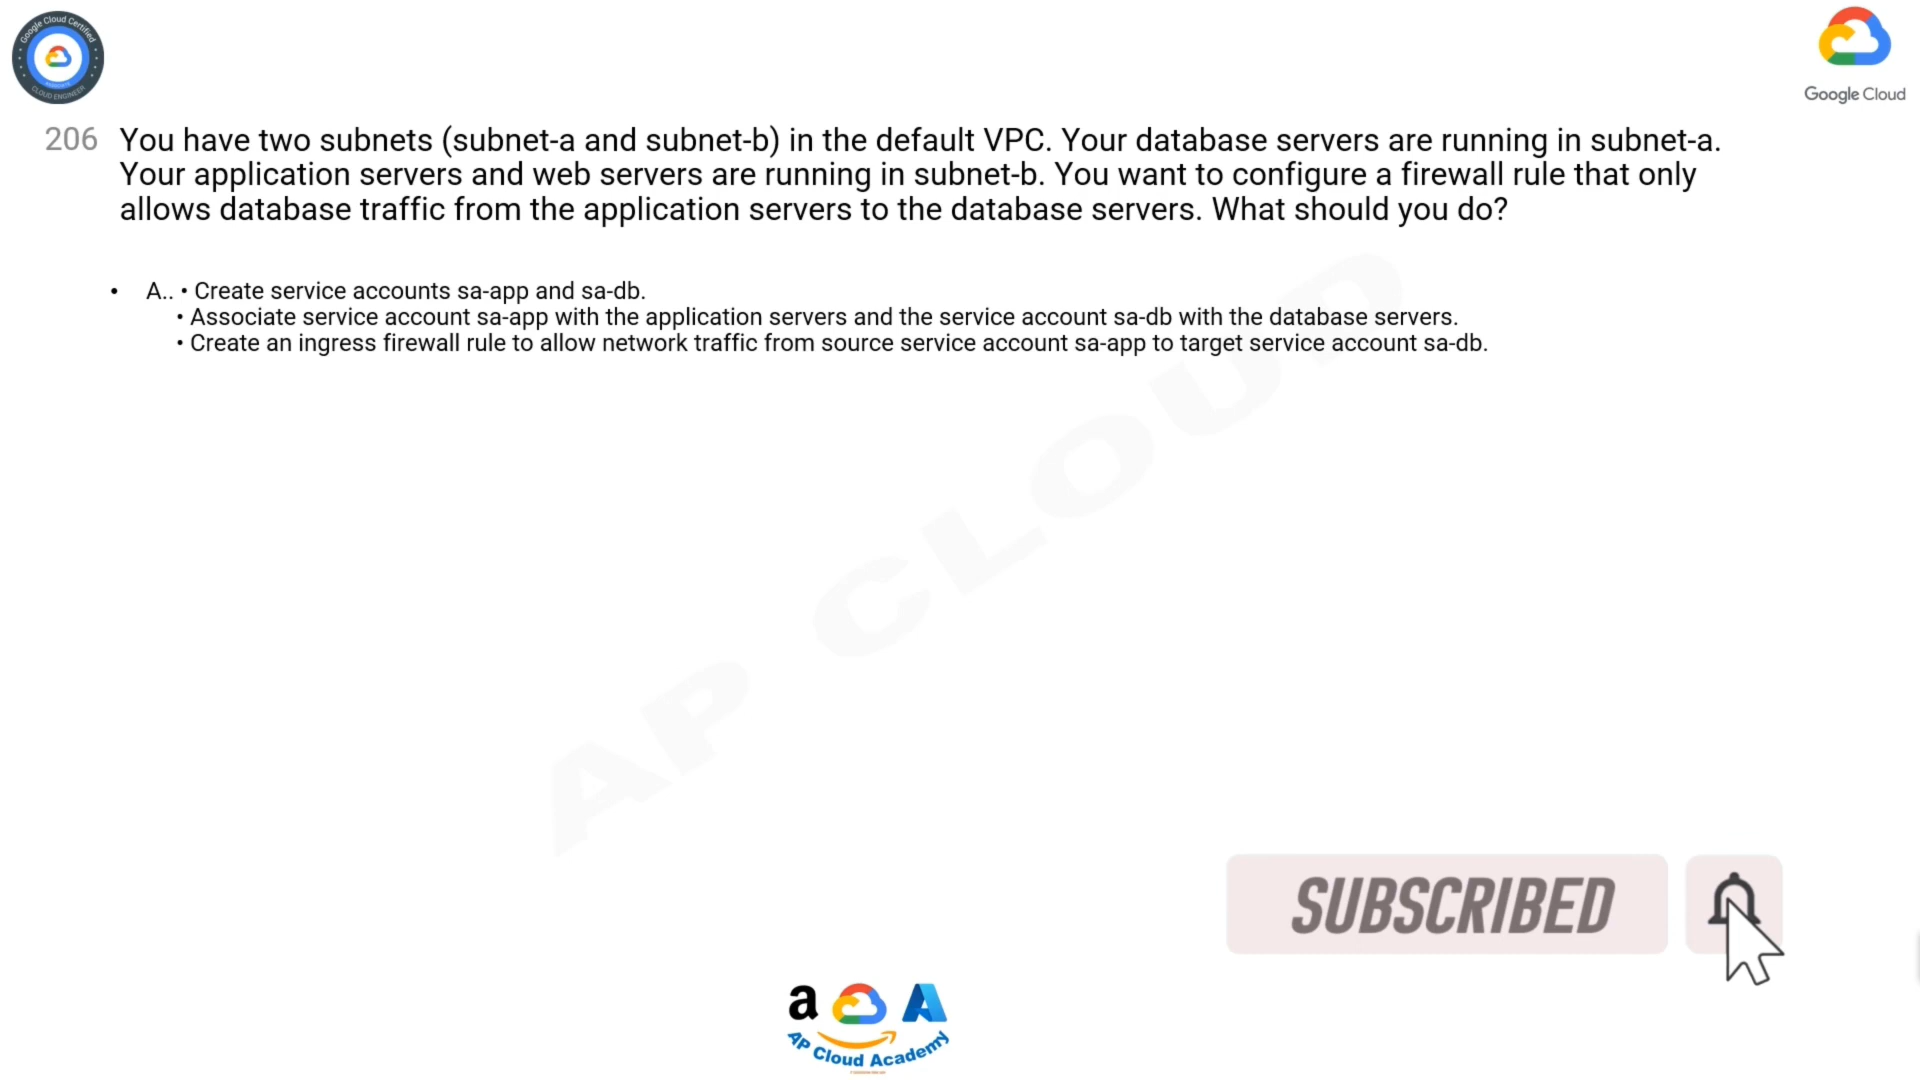 Google Cloud Certified
CLOUD ENGINEER
Google Cloud
206 You have two subnets (subnet-a and subnet-b) in the default VPC. Your database servers are running in subnet-a.
Your application servers and web servers are running in subnet-b. You want to configure a firewall rule that only
allows database traffic from the application servers to the database servers. What should you do?
• A.. • Create service accounts sa-app and sa-db.
• Associate service account sa-app with the application servers and the service account sa-db with the database servers.
• Create an ingress firewall rule to allow network traffic from source service account sa-app to target service account sa-db.
AP CLOUD
SUBSCRIBED
a
AP Cloud Academy